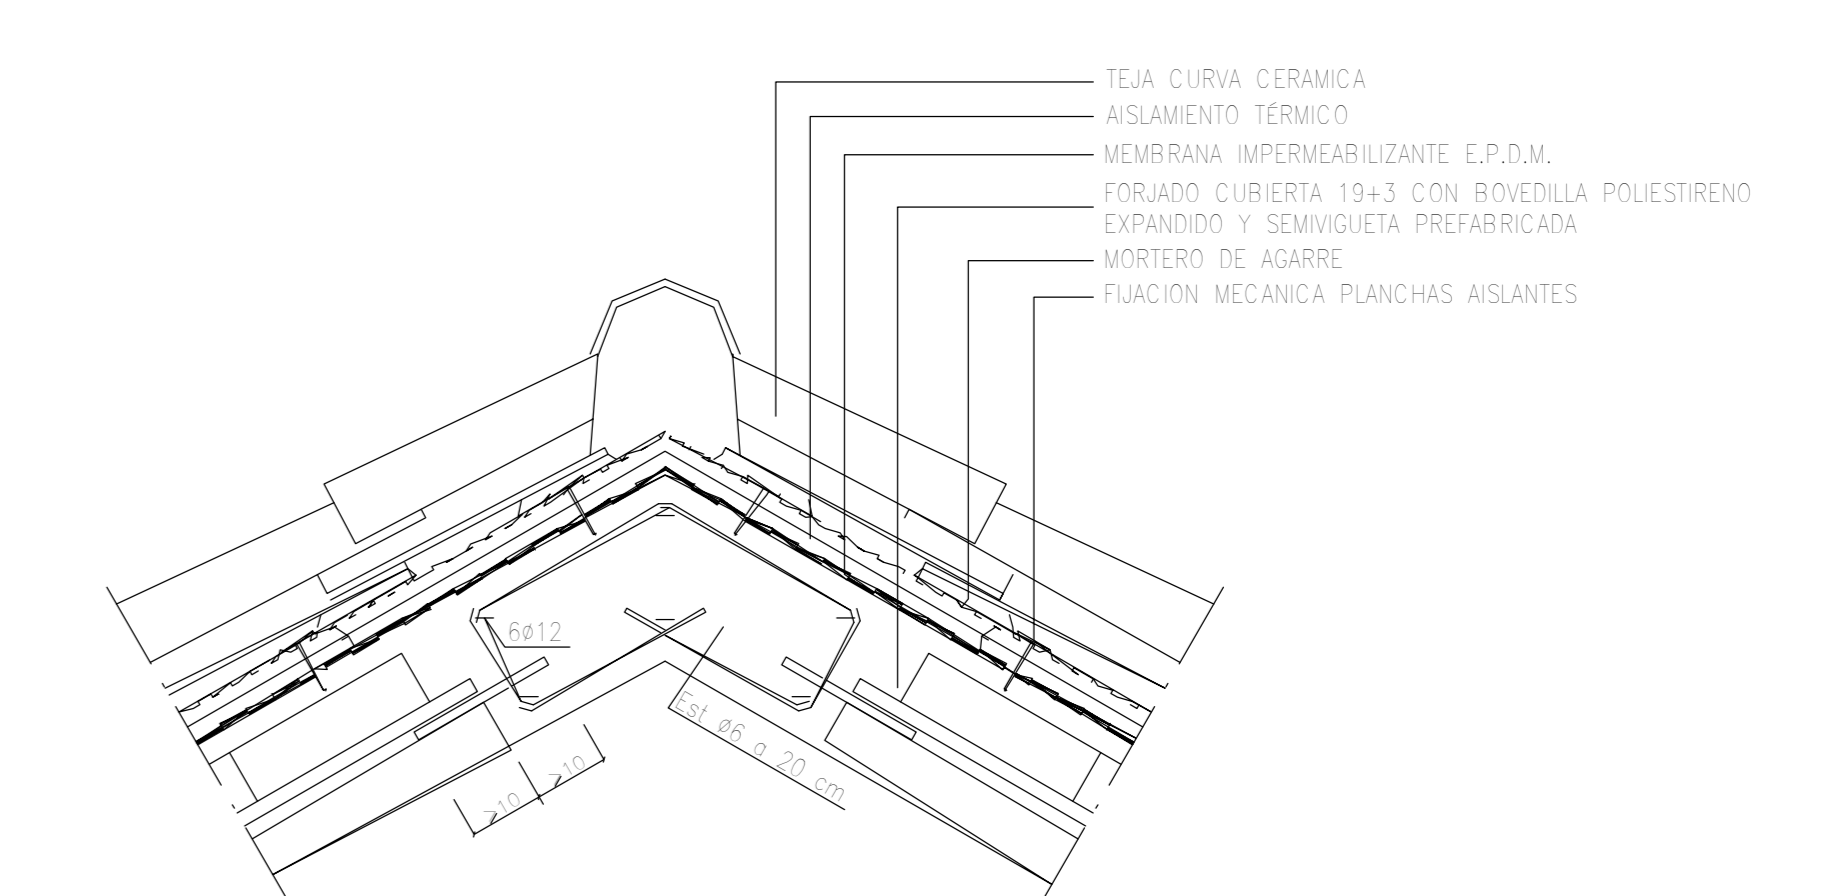 TEJA CURVA CERAMICA
AISLAMIENTO TÉRMICO
MEMBRANA IMPERMEABILIZANTE E.P.D.M.
FORJADO CUBIERTA 19+3 CON BOVEDILLA POLIESTIRENO
EXPANDIDO Y SEMIVIGUETA PREFABRICADA
MORTERO DE AGARRE
FIJACION MECANICA PLANCHAS AISLANTES
6ø12
Est ø6 a 20 cm
≥10
≥10